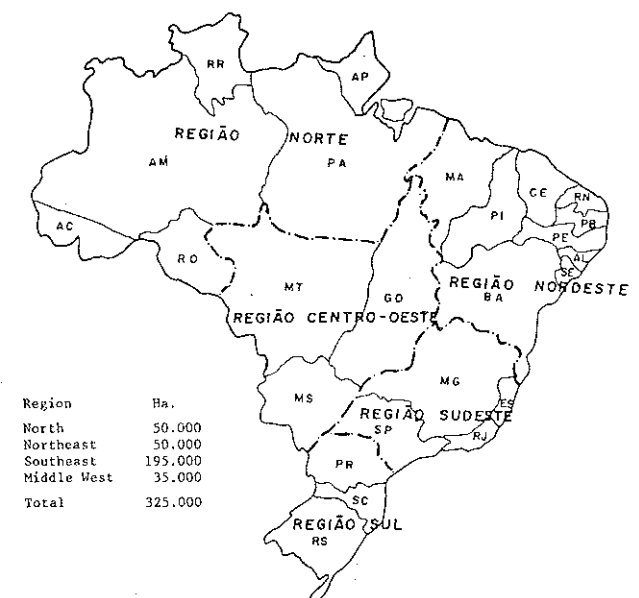 RR
AP
REGIÃO NORTE
AM
PA
MA
CE
RN
PB
PI
PE
AL
SE
AC
RO
MT
GO
REGIÃO NORDESTE
BA
REGIÃO CENTRO-OESTE
MS
MG
ES
REGIÃO SUDESTE
SP
RJ
PR
SC
REGIÃO SUL
RS
Region Ha.
North 50.000
Northeast 50.000
Southeast 195.000
Middle West 35.000
Total 325.000